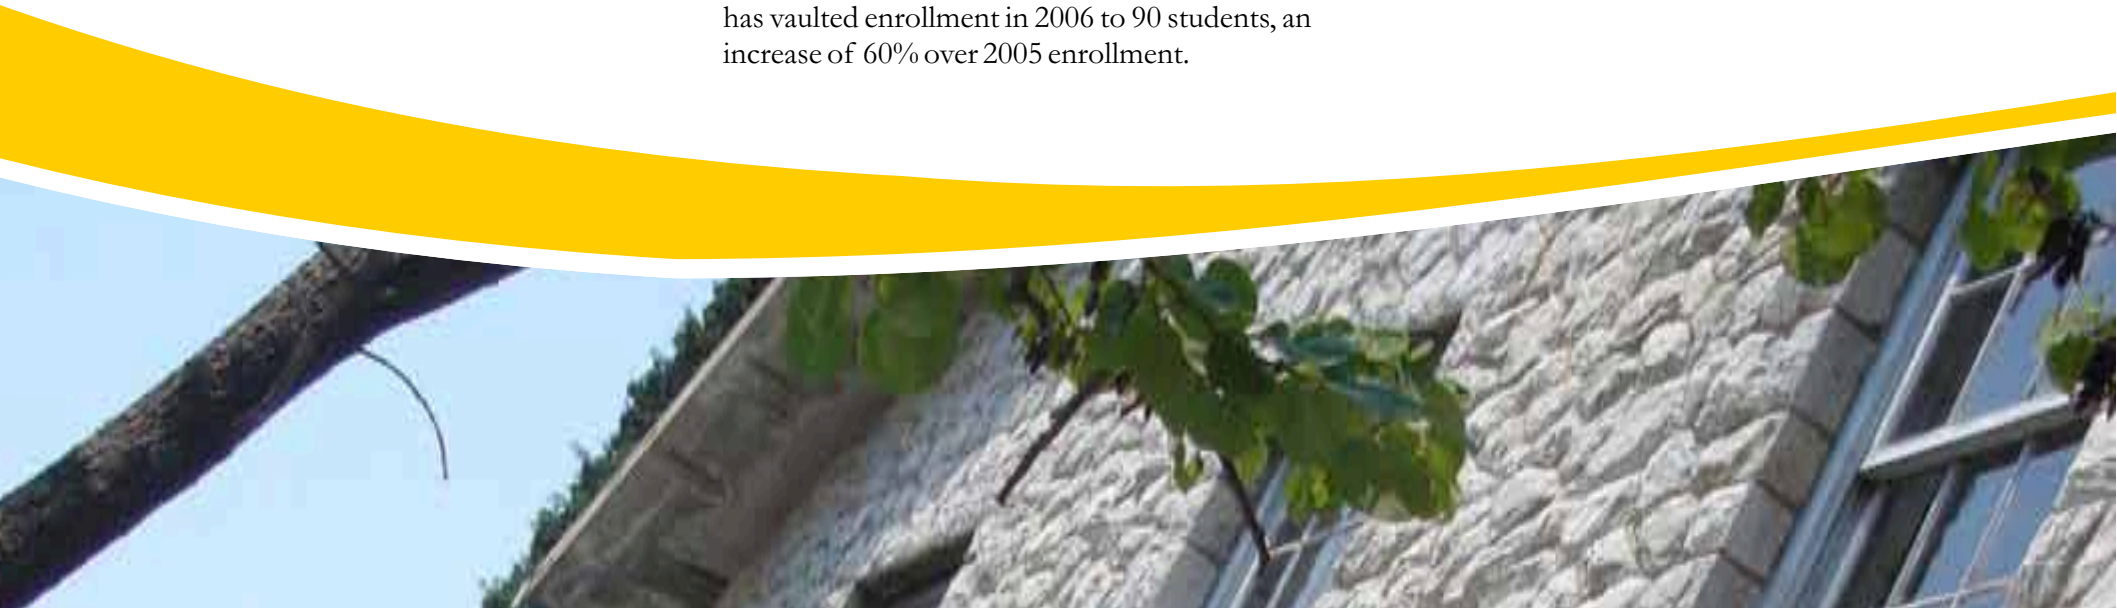 has vaulted enrollment in 2006 to 90 students, an
increase of 60% over 2005 enrollment.